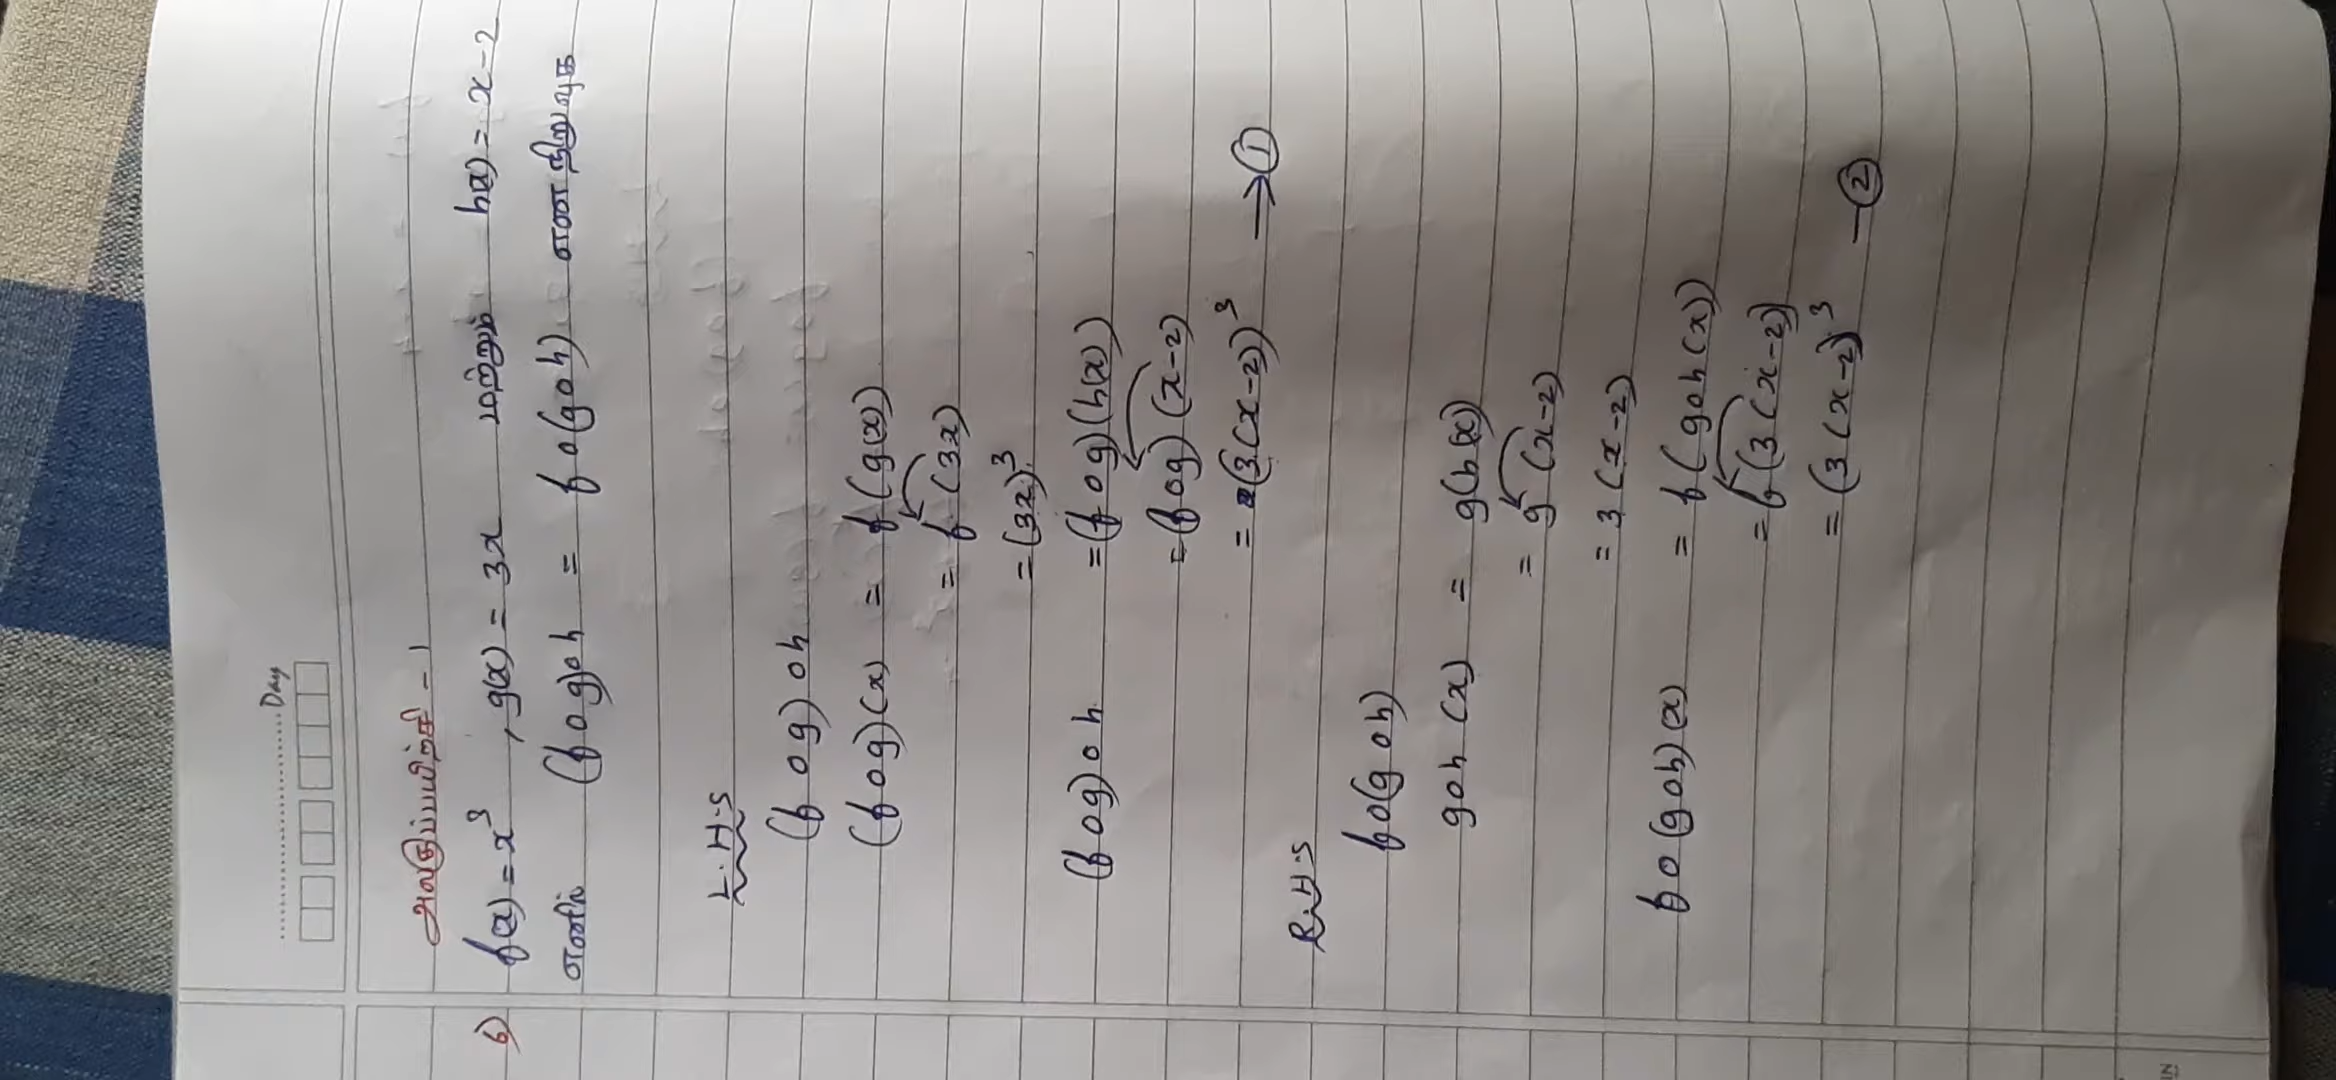 Day
அலகுப்பயிற்சி - 1
6) f(x) = x³, g(x) = 3x மற்றும் h(x) = x-2
எனில் (fog)oh = fo(goh) என நிறுவுக
L.H.S
(fog)oh
(fog)(x) = f(g(x))
= f(3x)
= (3x)³
(fog)oh = (fog)(h(x))
= (fog)(x-2)
= (3(x-2))³ → ①
R.H.S
fo(goh)
goh(x) = g(h(x))
= g(x-2)
= 3(x-2)
fo(goh)(x) = f(goh(x))
= f(3(x-2))
= (3(x-2))³ — ②